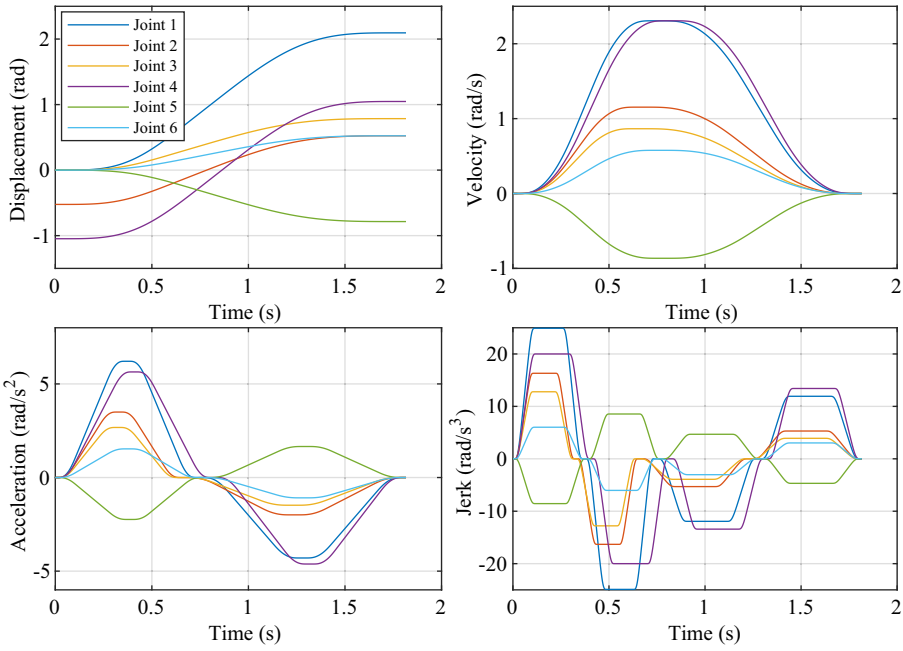 Displacement (rad)
2
1
0
-1
Joint 1
Joint 2
Joint 3
Joint 4
Joint 5
Joint 6
0 0.5 1 1.5 2
Time (s)
Velocity (rad/s)
2
1
0
-1
0 0.5 1 1.5 2
Time (s)
Acceleration (rad/s²)
5
0
-5
0 0.5 1 1.5 2
Time (s)
Jerk (rad/s³)
20
10
0
-10
-20
0 0.5 1 1.5 2
Time (s)